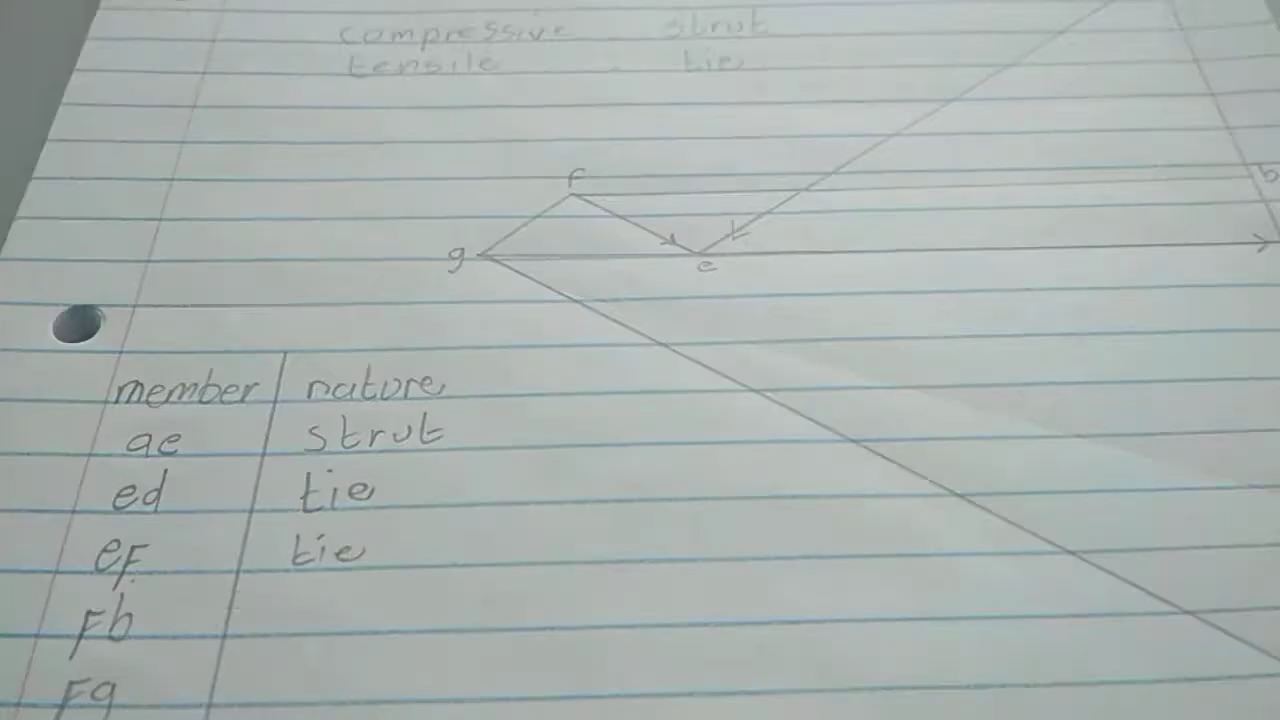 compressive strut
tensile - tie
f
b
g
e
member nature
ae strut
ed tie
eF tie
Fb
Fg